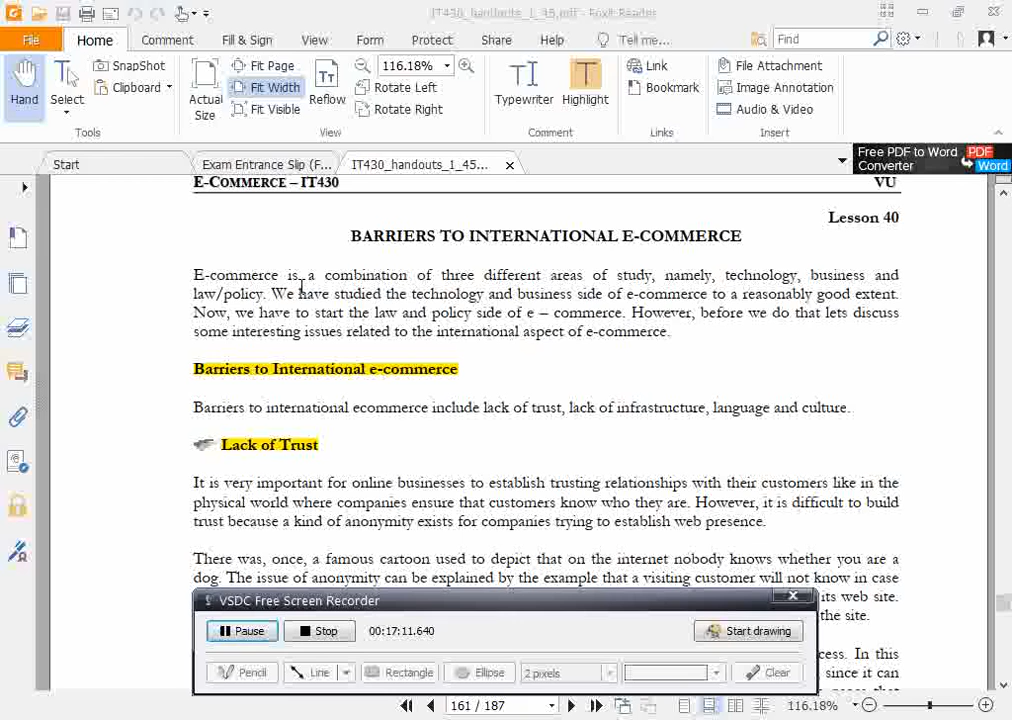 IT430_handouts_1_45.pdf - Foxit Reader
File Home Comment Fill & Sign View Form Protect Share Help Tell me... Find
Hand
Select
SnapShot
Clipboard
Tools
Actual Size
Fit Page
Fit Width
Fit Visible
Reflow
116.18%
Rotate Left
Rotate Right
View
Typewriter
Highlight
Comment
Link
Bookmark
Links
File Attachment
Image Annotation
Audio & Video
Insert
Start Exam Entrance Slip (F... IT430_handouts_1_45...
Free PDF to Word Converter PDF Word
E-COMMERCE – IT430 VU
Lesson 40
BARRIERS TO INTERNATIONAL E-COMMERCE
E-commerce is a combination of three different areas of study, namely, technology, business and
law/policy. We have studied the technology and business side of e-commerce to a reasonably good extent.
Now, we have to start the law and policy side of e – commerce. However, before we do that lets discuss
some interesting issues related to the international aspect of e-commerce.
Barriers to International e-commerce
Barriers to international ecommerce include lack of trust, lack of infrastructure, language and culture.
Lack of Trust
It is very important for online businesses to establish trusting relationships with their customers like in the
physical world where companies ensure that customers know who they are. However, it is difficult to build
trust because a kind of anonymity exists for companies trying to establish web presence.
There was, once, a famous cartoon used to depict that on the internet nobody knows whether you are a
dog. The issue of anonymity can be explained by the example that a visiting customer will not know in case
its web site.
the site.
cess. In this
since it can
VSDC Free Screen Recorder
Pause Stop 00:17:11.640 Start drawing
Pencil Line Rectangle Ellipse 2 pixels Clear
161 / 187 116.18%